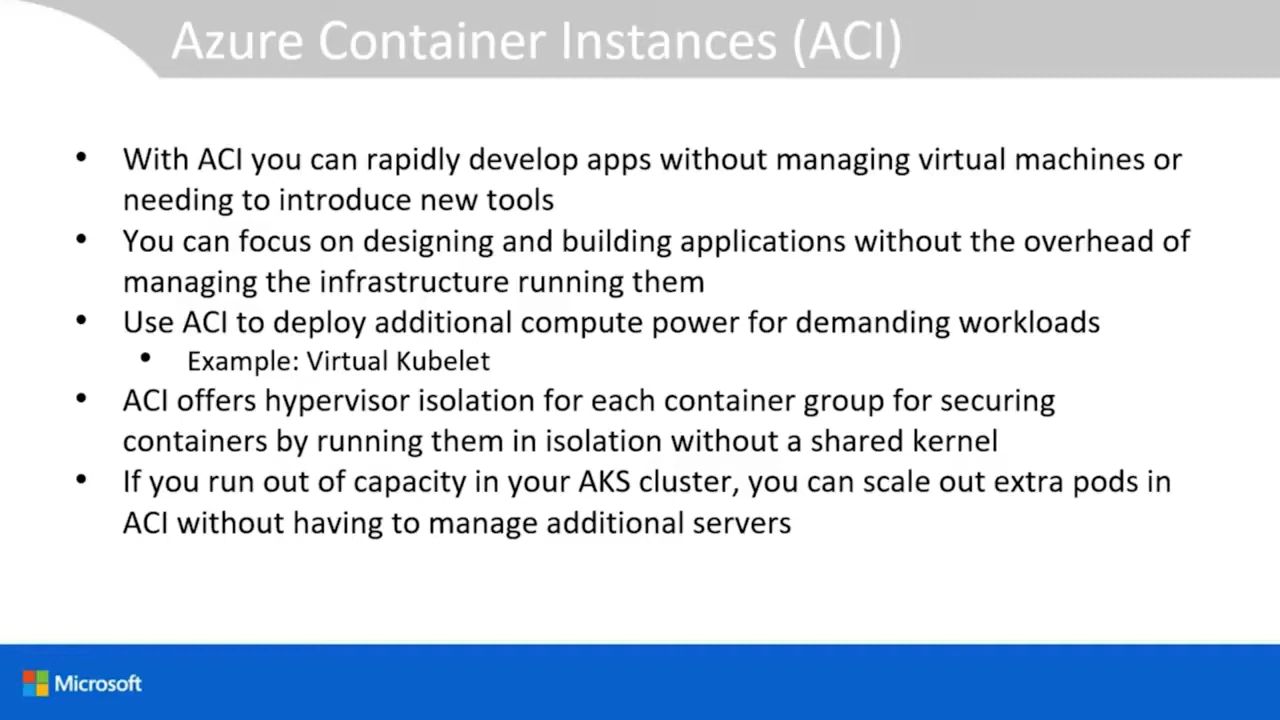 Azure Container Instances (ACI)
• With ACI you can rapidly develop apps without managing virtual machines or
needing to introduce new tools
• You can focus on designing and building applications without the overhead of
managing the infrastructure running them
• Use ACI to deploy additional compute power for demanding workloads
• Example: Virtual Kubelet
• ACI offers hypervisor isolation for each container group for securing
containers by running them in isolation without a shared kernel
• If you run out of capacity in your AKS cluster, you can scale out extra pods in
ACI without having to manage additional servers
Microsoft